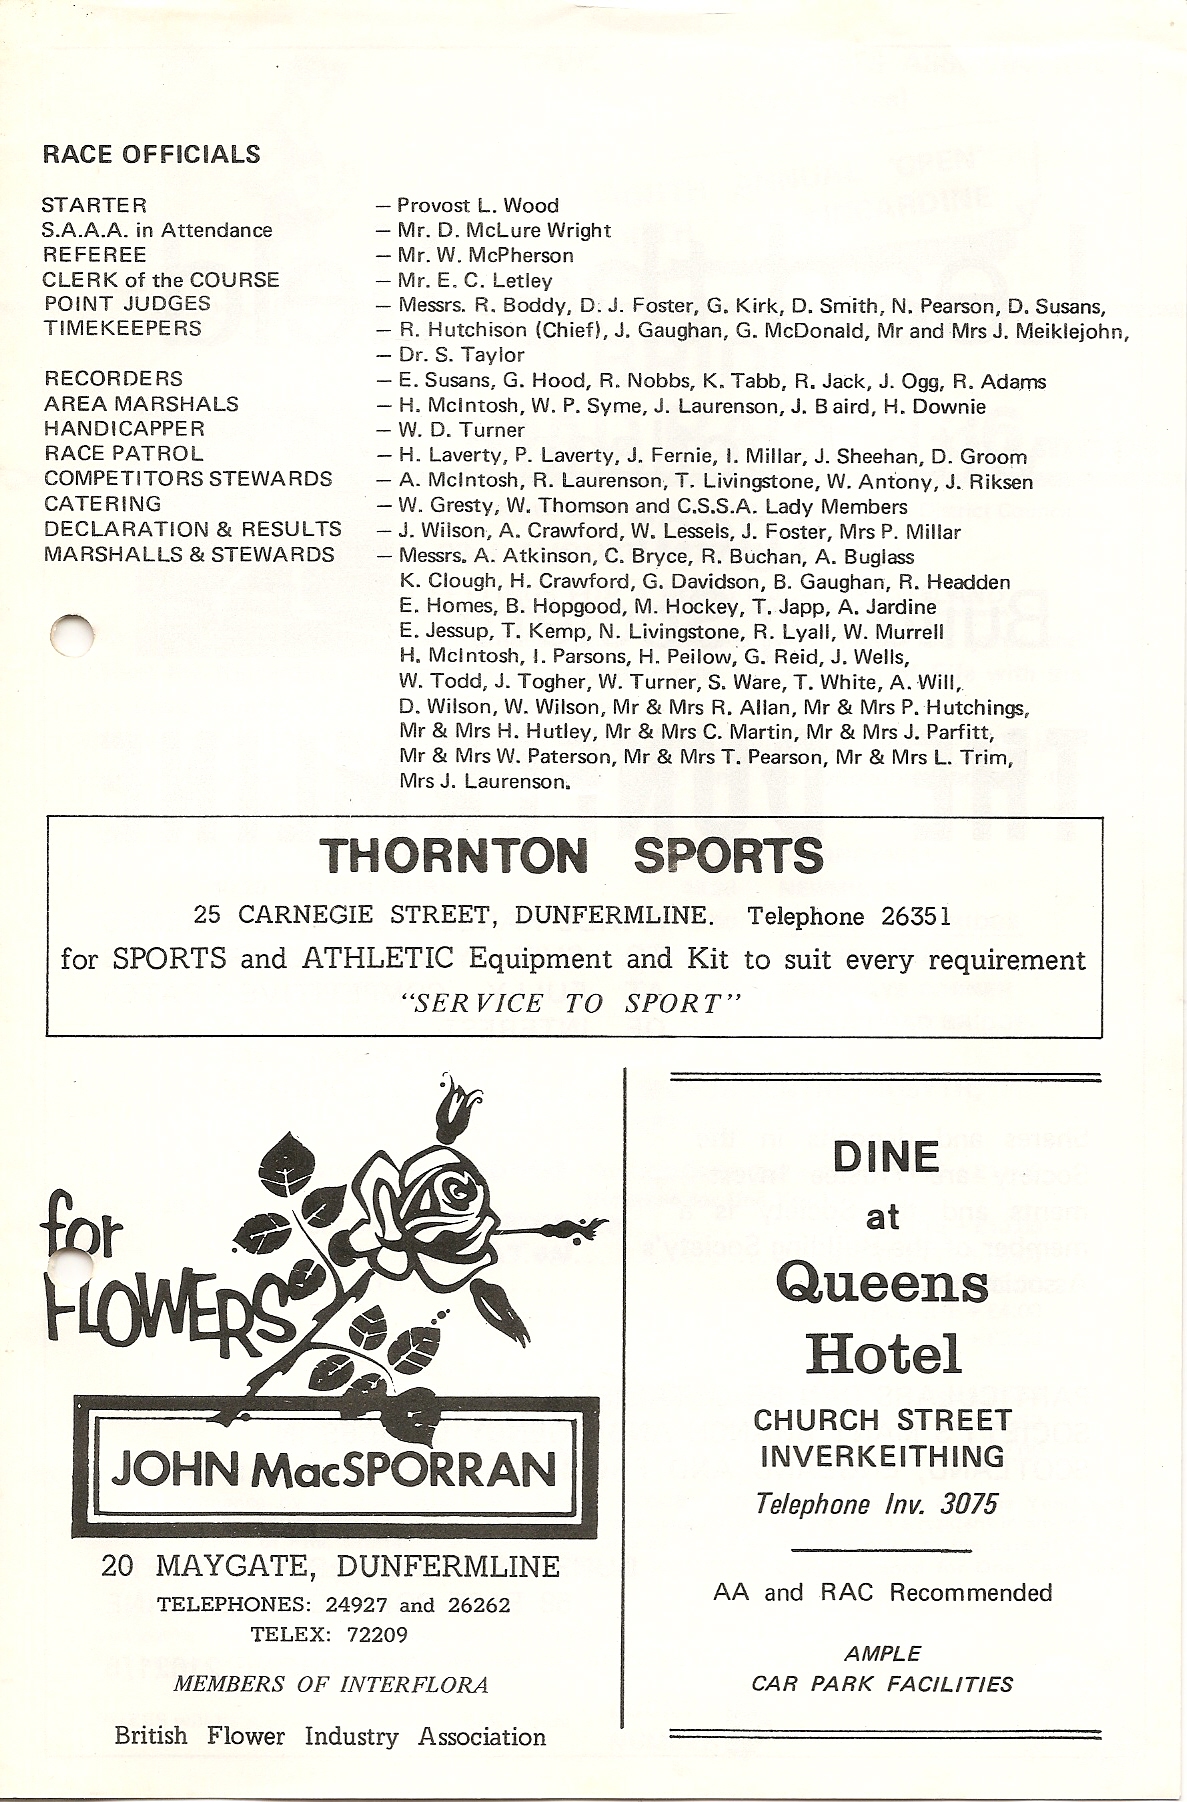 RACE OFFICIALS
STARTER – Provost L. Wood
S.A.A.A. in Attendance – Mr. D. McLure Wright
REFEREE – Mr. W. McPherson
CLERK of the COURSE – Mr. E. C. Letley
POINT JUDGES – Messrs. R. Boddy, D. J. Foster, G. Kirk, D. Smith, N. Pearson, D. Susans,
TIMEKEEPERS – R. Hutchison (Chief), J. Gaughan, G. McDonald, Mr and Mrs J. Meiklejohn,
– Dr. S. Taylor
RECORDERS – E. Susans, G. Hood, R. Nobbs, K. Tabb, R. Jack, J. Ogg, R. Adams
AREA MARSHALS – H. McIntosh, W. P. Syme, J. Laurenson, J. Baird, H. Downie
HANDICAPPER – W. D. Turner
RACE PATROL – H. Laverty, P. Laverty, J. Fernie, I. Millar, J. Sheehan, D. Groom
COMPETITORS STEWARDS – A. McIntosh, R. Laurenson, T. Livingstone, W. Antony, J. Riksen
CATERING – W. Gresty, W. Thomson and C.S.S.A. Lady Members
DECLARATION & RESULTS – J. Wilson, A. Crawford, W. Lessels, J. Foster, Mrs P. Millar
MARSHALLS & STEWARDS – Messrs. A. Atkinson, C. Bryce, R. Buchan, A. Buglass
K. Clough, H. Crawford, G. Davidson, B. Gaughan, R. Headden
E. Homes, B. Hopgood, M. Hockey, T. Japp, A. Jardine
E. Jessup, T. Kemp, N. Livingstone, R. Lyall, W. Murrell
H. McIntosh, I. Parsons, H. Peilow, G. Reid, J. Wells,
W. Todd, J. Togher, W. Turner, S. Ware, T. White, A. Will,
D. Wilson, W. Wilson, Mr & Mrs R. Allan, Mr & Mrs P. Hutchings,
Mr & Mrs H. Hutley, Mr & Mrs C. Martin, Mr & Mrs J. Parfitt,
Mr & Mrs W. Paterson, Mr & Mrs T. Pearson, Mr & Mrs L. Trim,
Mrs J. Laurenson.
THORNTON SPORTS
25 CARNEGIE STREET, DUNFERMLINE. Telephone 26351
for SPORTS and ATHLETIC Equipment and Kit to suit every requirement
"SERVICE TO SPORT"
for
FLOWERS
JOHN MacSPORRAN
20 MAYGATE, DUNFERMLINE
TELEPHONES: 24927 and 26262
TELEX: 72209
MEMBERS OF INTERFLORA
British Flower Industry Association
DINE
at
Queens
Hotel
CHURCH STREET
INVERKEITHING
Telephone Inv. 3075
AA and RAC Recommended
AMPLE
CAR PARK FACILITIES